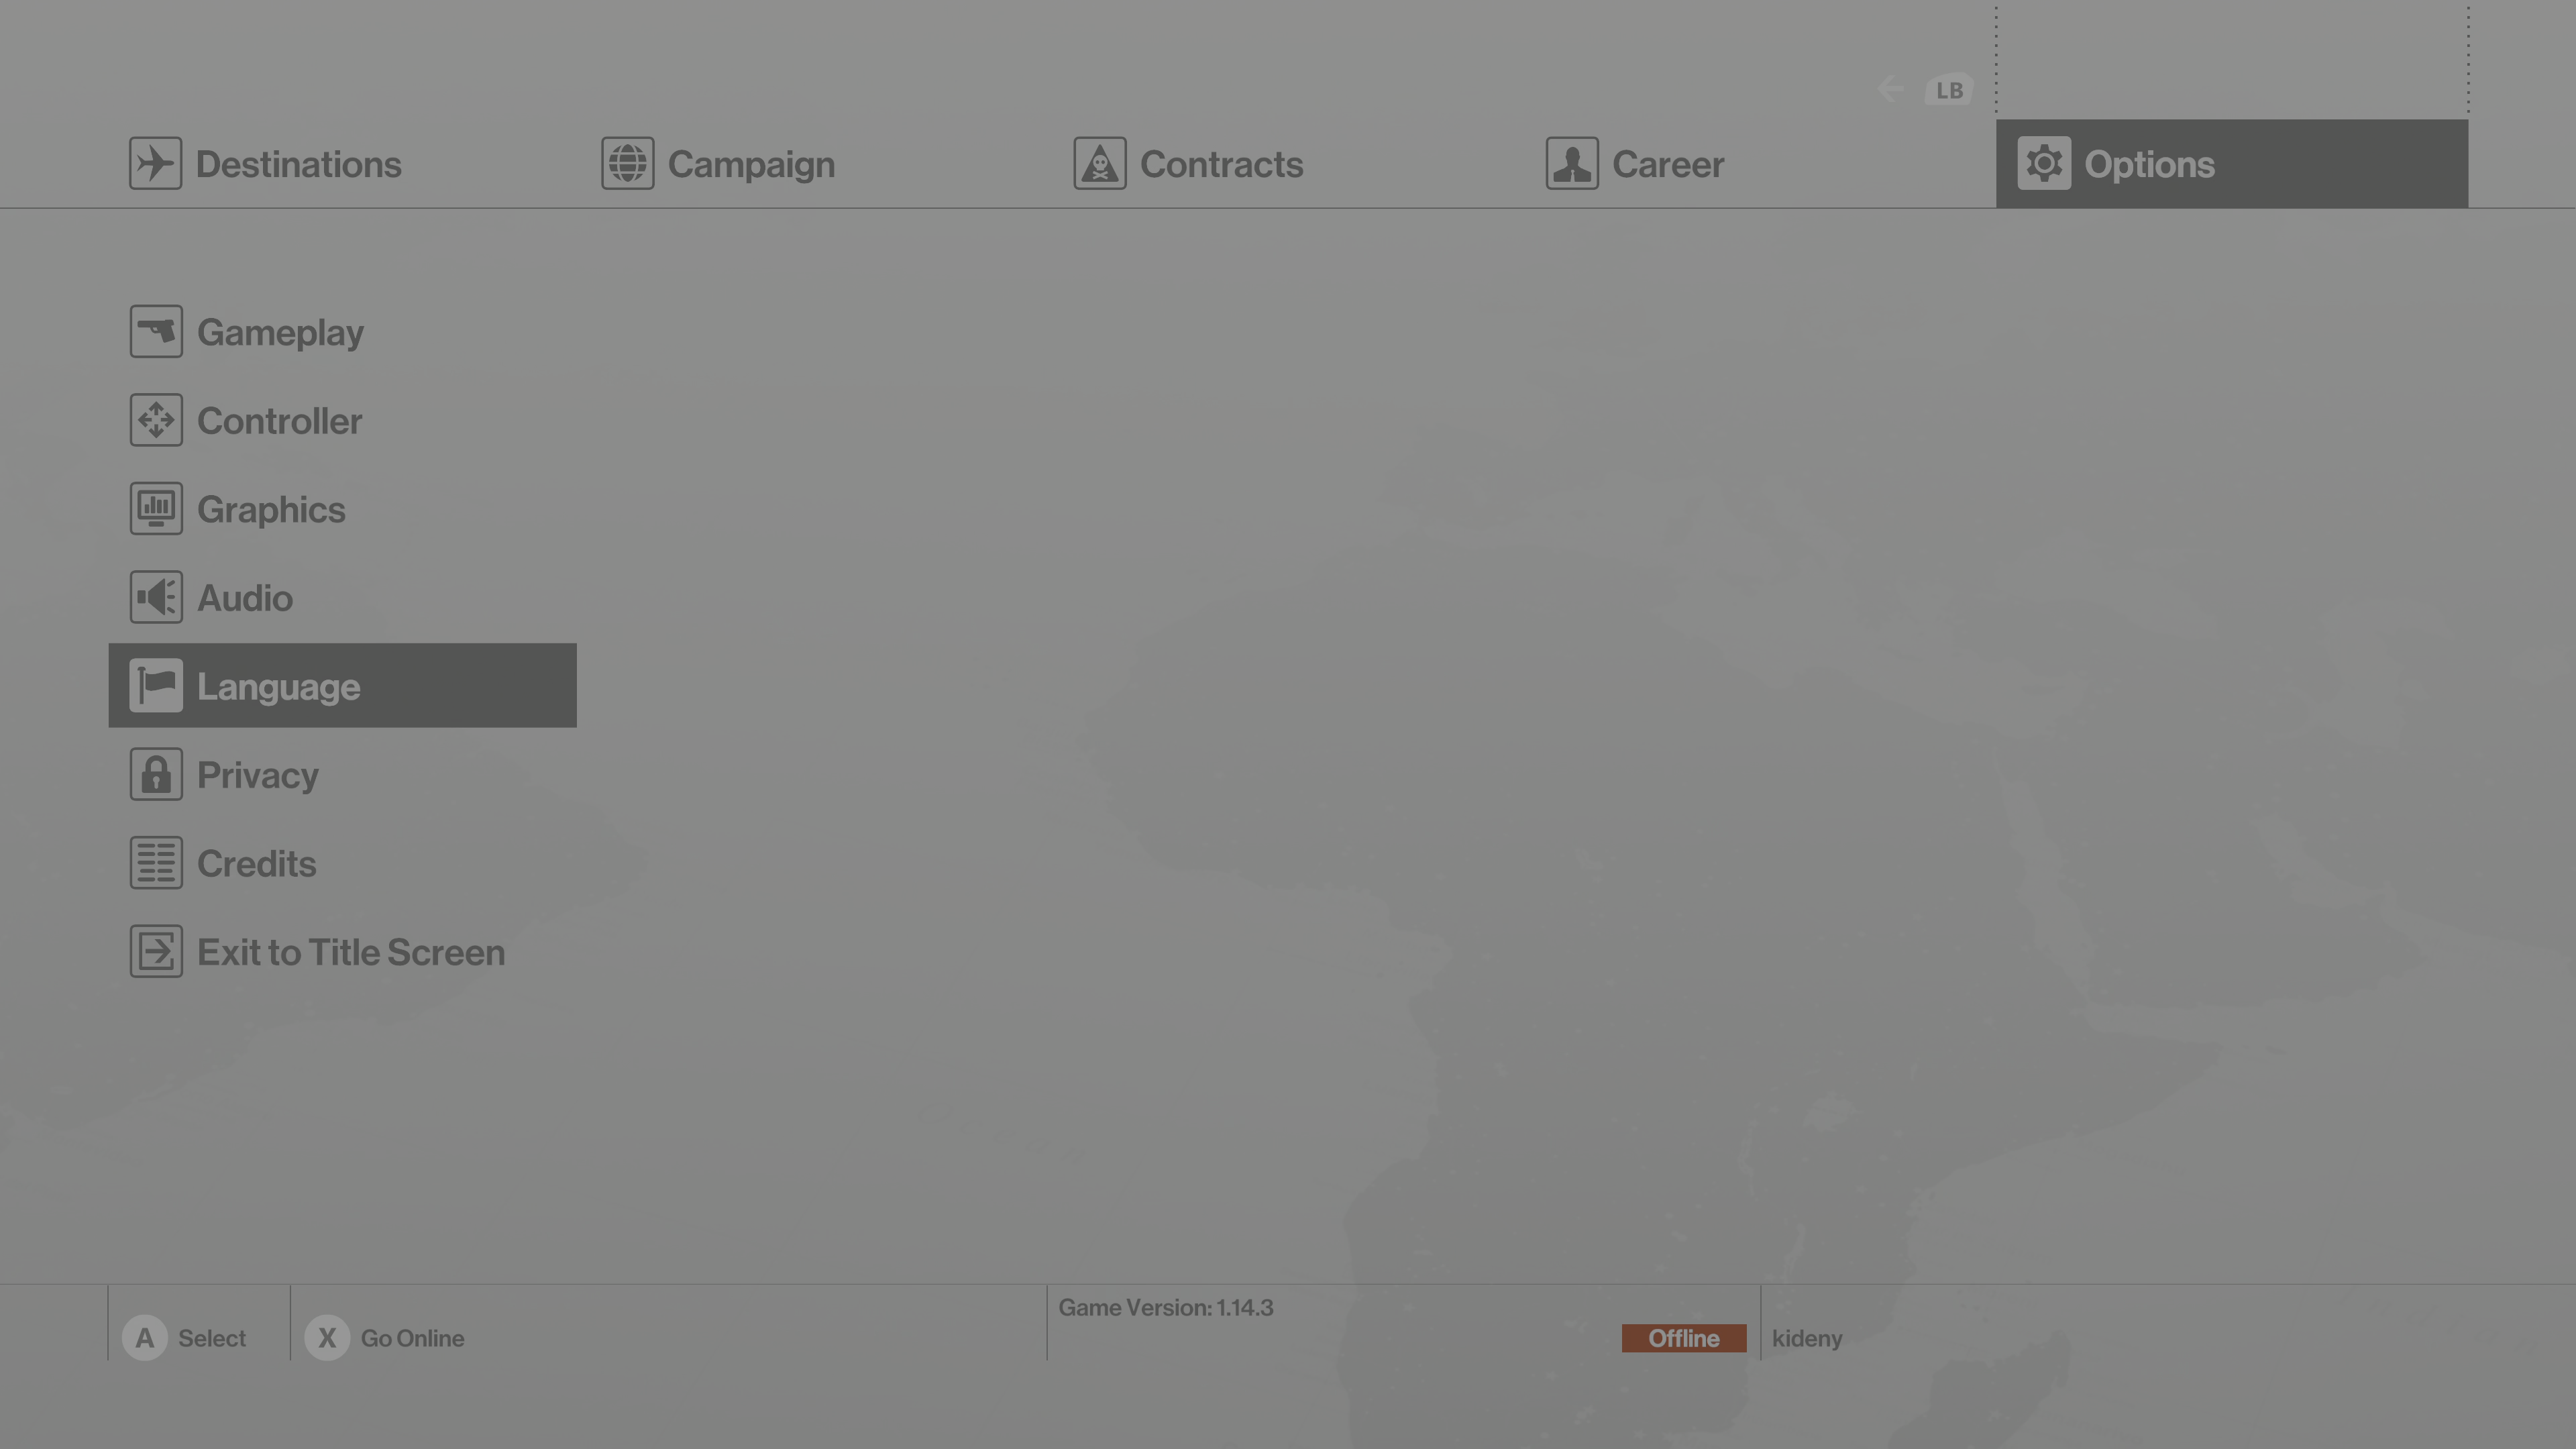 LB
Destinations
Campaign
Contracts
Career
Options
Gameplay
Controller
Graphics
Audio
Language
Privacy
Credits
Exit to Title Screen
Game Version: 1.14.3
A Select
X Go Online
Offline
kideny